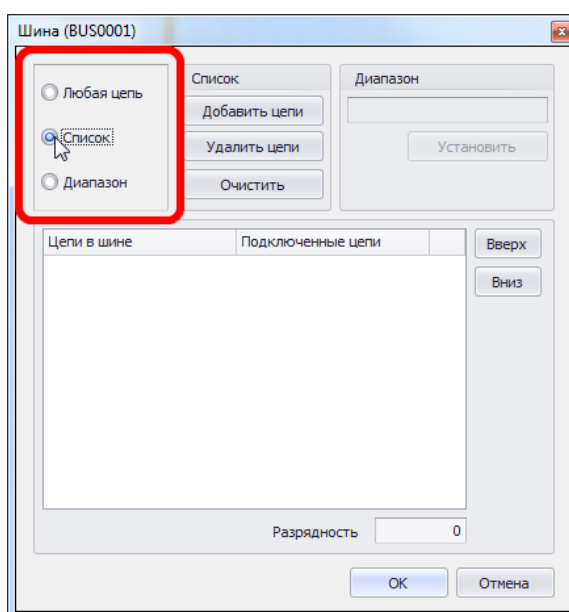 Шина (BUS0001)
Любая цепь
Список
Диапазон
Список
Добавить цепи
Удалить цепи
Очистить
Диапазон
Установить
Цепи в шине Подключенные цепи
Вверх
Вниз
Разрядность 0
OK Отмена